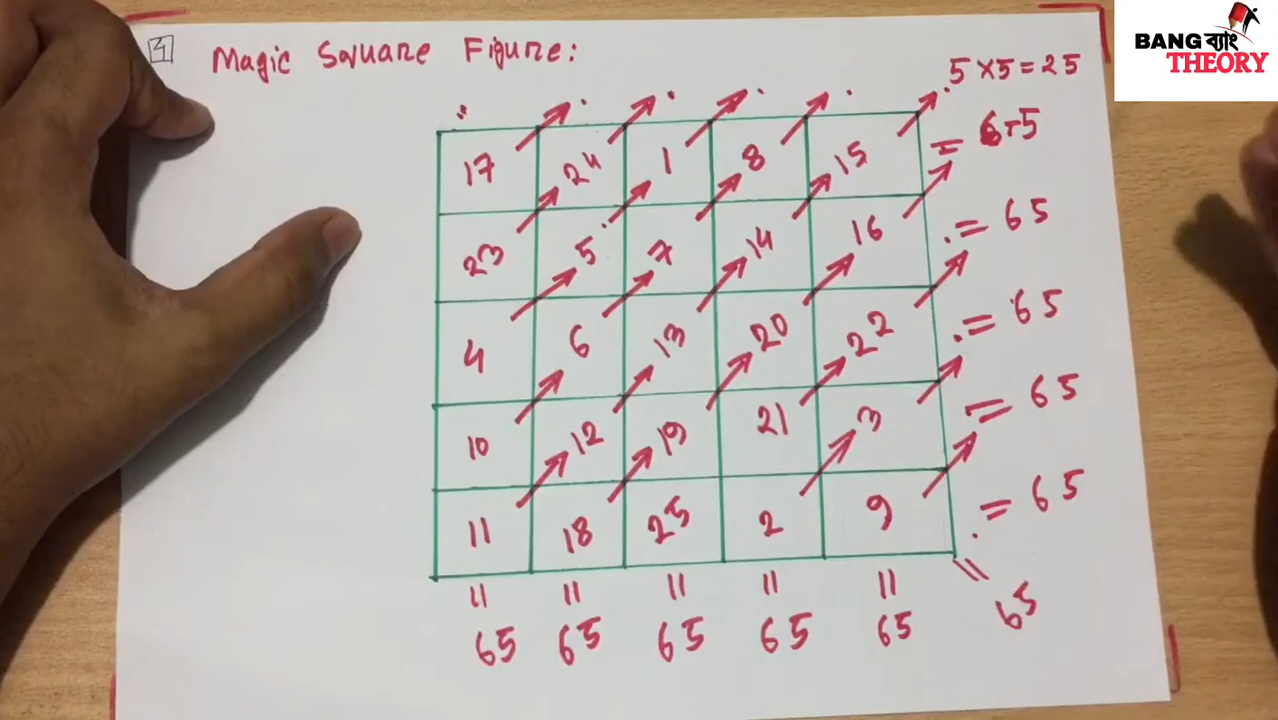 BANG ব্যাং
THEORY
4 Magic Square Figure:
5 × 5 = 25
17 24 1 8 15 = 65
23 5 7 14 16 = 65
4 6 13 20 22 = 65
10 12 19 21 3 = 65
11 18 25 2 9 = 65
= = = = = =
65 65 65 65 65 65